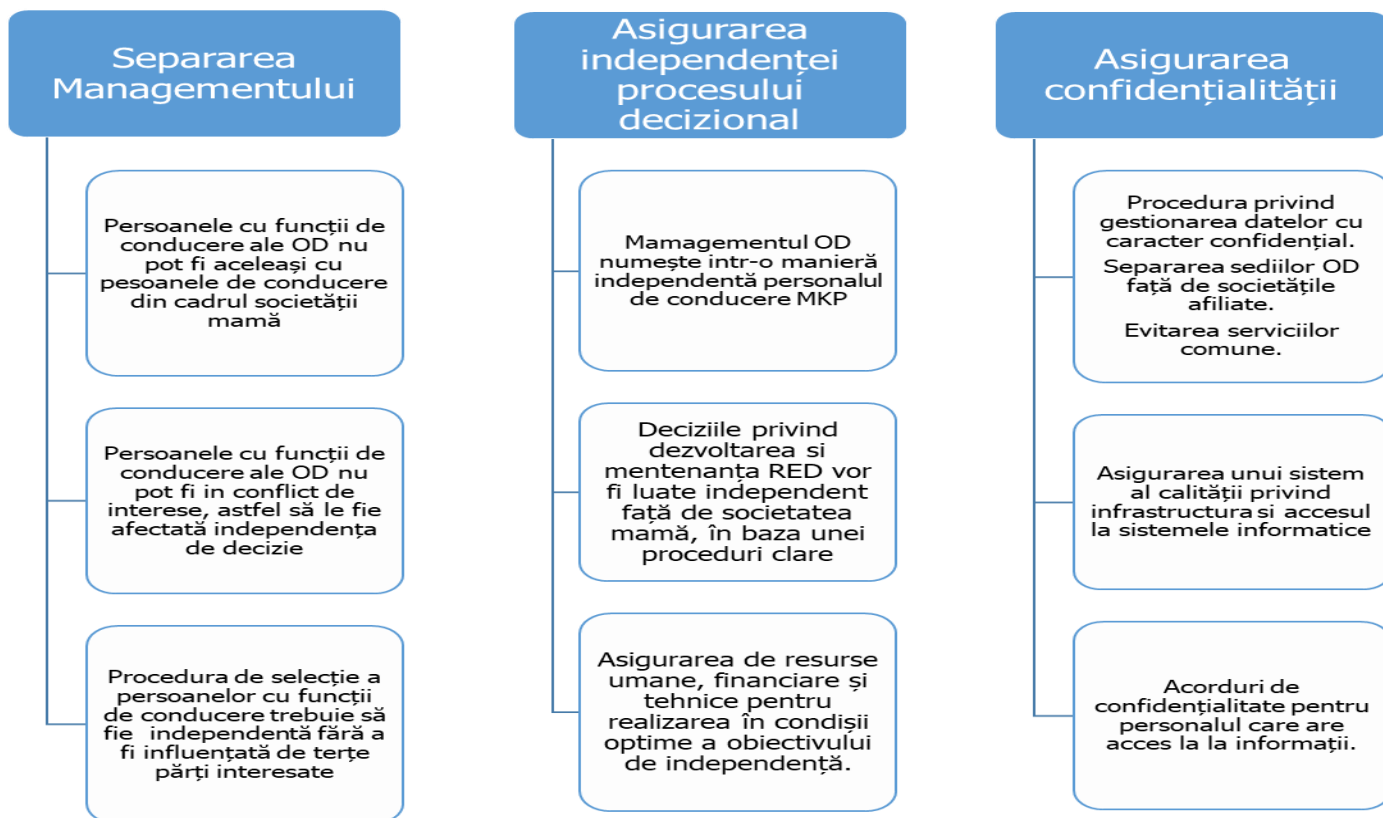 Separarea
Managementului
Persoanele cu funcții de
conducere ale OD nu
pot fi aceleași cu
pesoanele de conducere
din cadrul societății
mamă
Persoanele cu funcții de
conducere ale OD nu
pot fi in conflict de
interese, astfel să le fie
afectată independența
de decizie
Procedura de selecție a
persoanelor cu funcții
de conducere trebuie să
fie independentă fără a
fi influențată de terțe
părți interesate
Asigurarea
independenței
procesului
decizional
Mamagementul OD
numește intr-o manieră
independentă personalul
de conducere MKP
Deciziile privind
dezvoltarea si
mentenanța RED vor
fi luate independent
față de societatea
mamă, în baza unei
proceduri clare
Asigurarea de resurse
umane, financiare și
tehnice pentru
realizarea în condișii
optime a obiectivului
de independență.
Asigurarea
confidențialității
Procedura privind
gestionarea datelor cu
caracter confidențial.
Separarea sediilor OD
față de societățile
afiliate.
Evitarea serviciilor
comune.
Asigurarea unui sistem
al calității privind
infrastructura si accesul
la sistemele informatice
Acorduri de
confidențialitate pentru
personalul care are
acces la la informații.